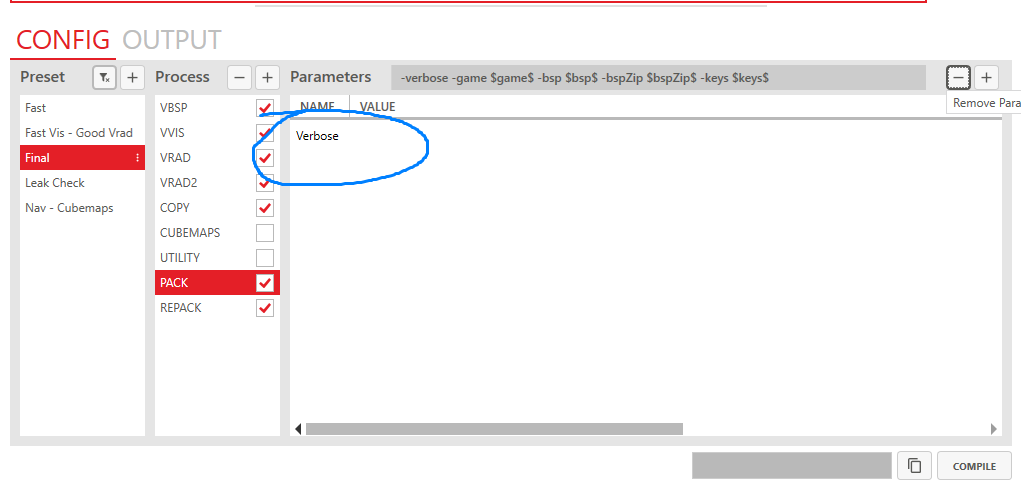 CONFIG OUTPUT
Preset
Process
Parameters
-verbose -game $game$ -bsp $bsp$ -bspZip $bspZip$ -keys $keys$
Remove Para
Fast
Fast Vis - Good Vrad
Final
Leak Check
Nav - Cubemaps
VBSP
VVIS
VRAD
VRAD2
COPY
CUBEMAPS
UTILITY
PACK
REPACK
NAME VALUE
Verbose
COMPILE